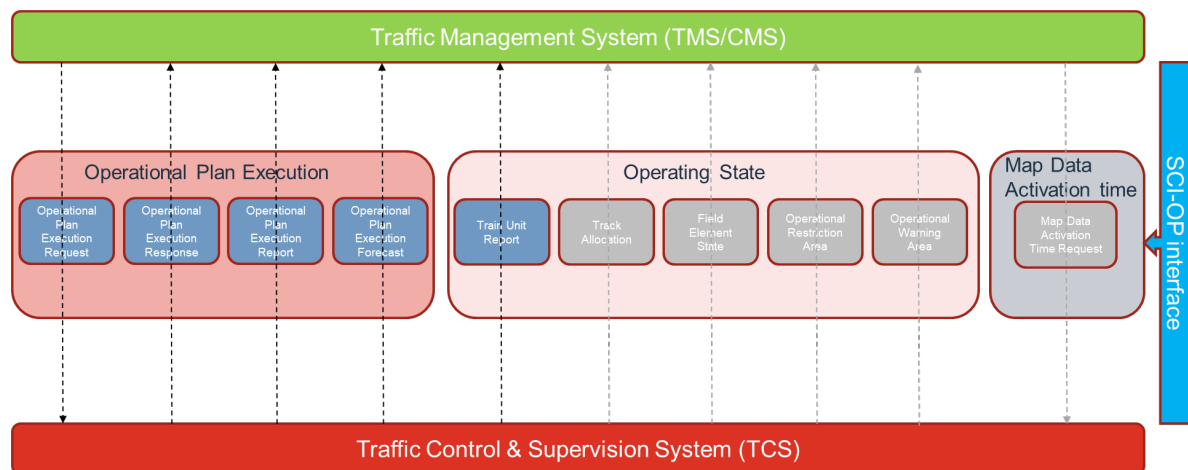 Traffic Management System (TMS/CMS)
Operational Plan Execution
Operational
Plan
Execution
Request
Operational
Plan
Execution
Response
Operational
Plan
Execution
Report
Operational
Plan
Execution
Forecast
Operating State
Train Unit
Report
Track
Allocation
Field
Element
State
Operational
Restriction
Area
Operational
Warning
Area
Map Data
Activation time
Map Data
Activation
Time Request
SCI-OP interface
Traffic Control & Supervision System (TCS)